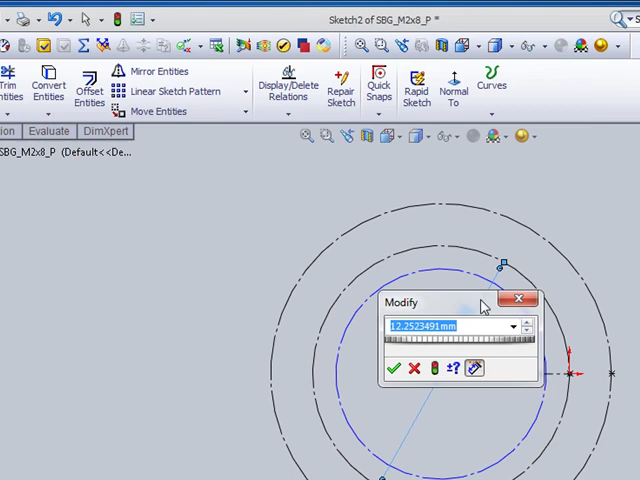 Sketch2 of SBG_M2x8_P *
Trim Entities
Convert Entities
Offset Entities
Mirror Entities
Linear Sketch Pattern
Move Entities
Display/Delete Relations
Repair Sketch
Quick Snaps
Rapid Sketch
Normal To
Curves
Evaluate
DimXpert
SBG_M2x8_P (Default<<De...
Modify
12.2523491mm
±?